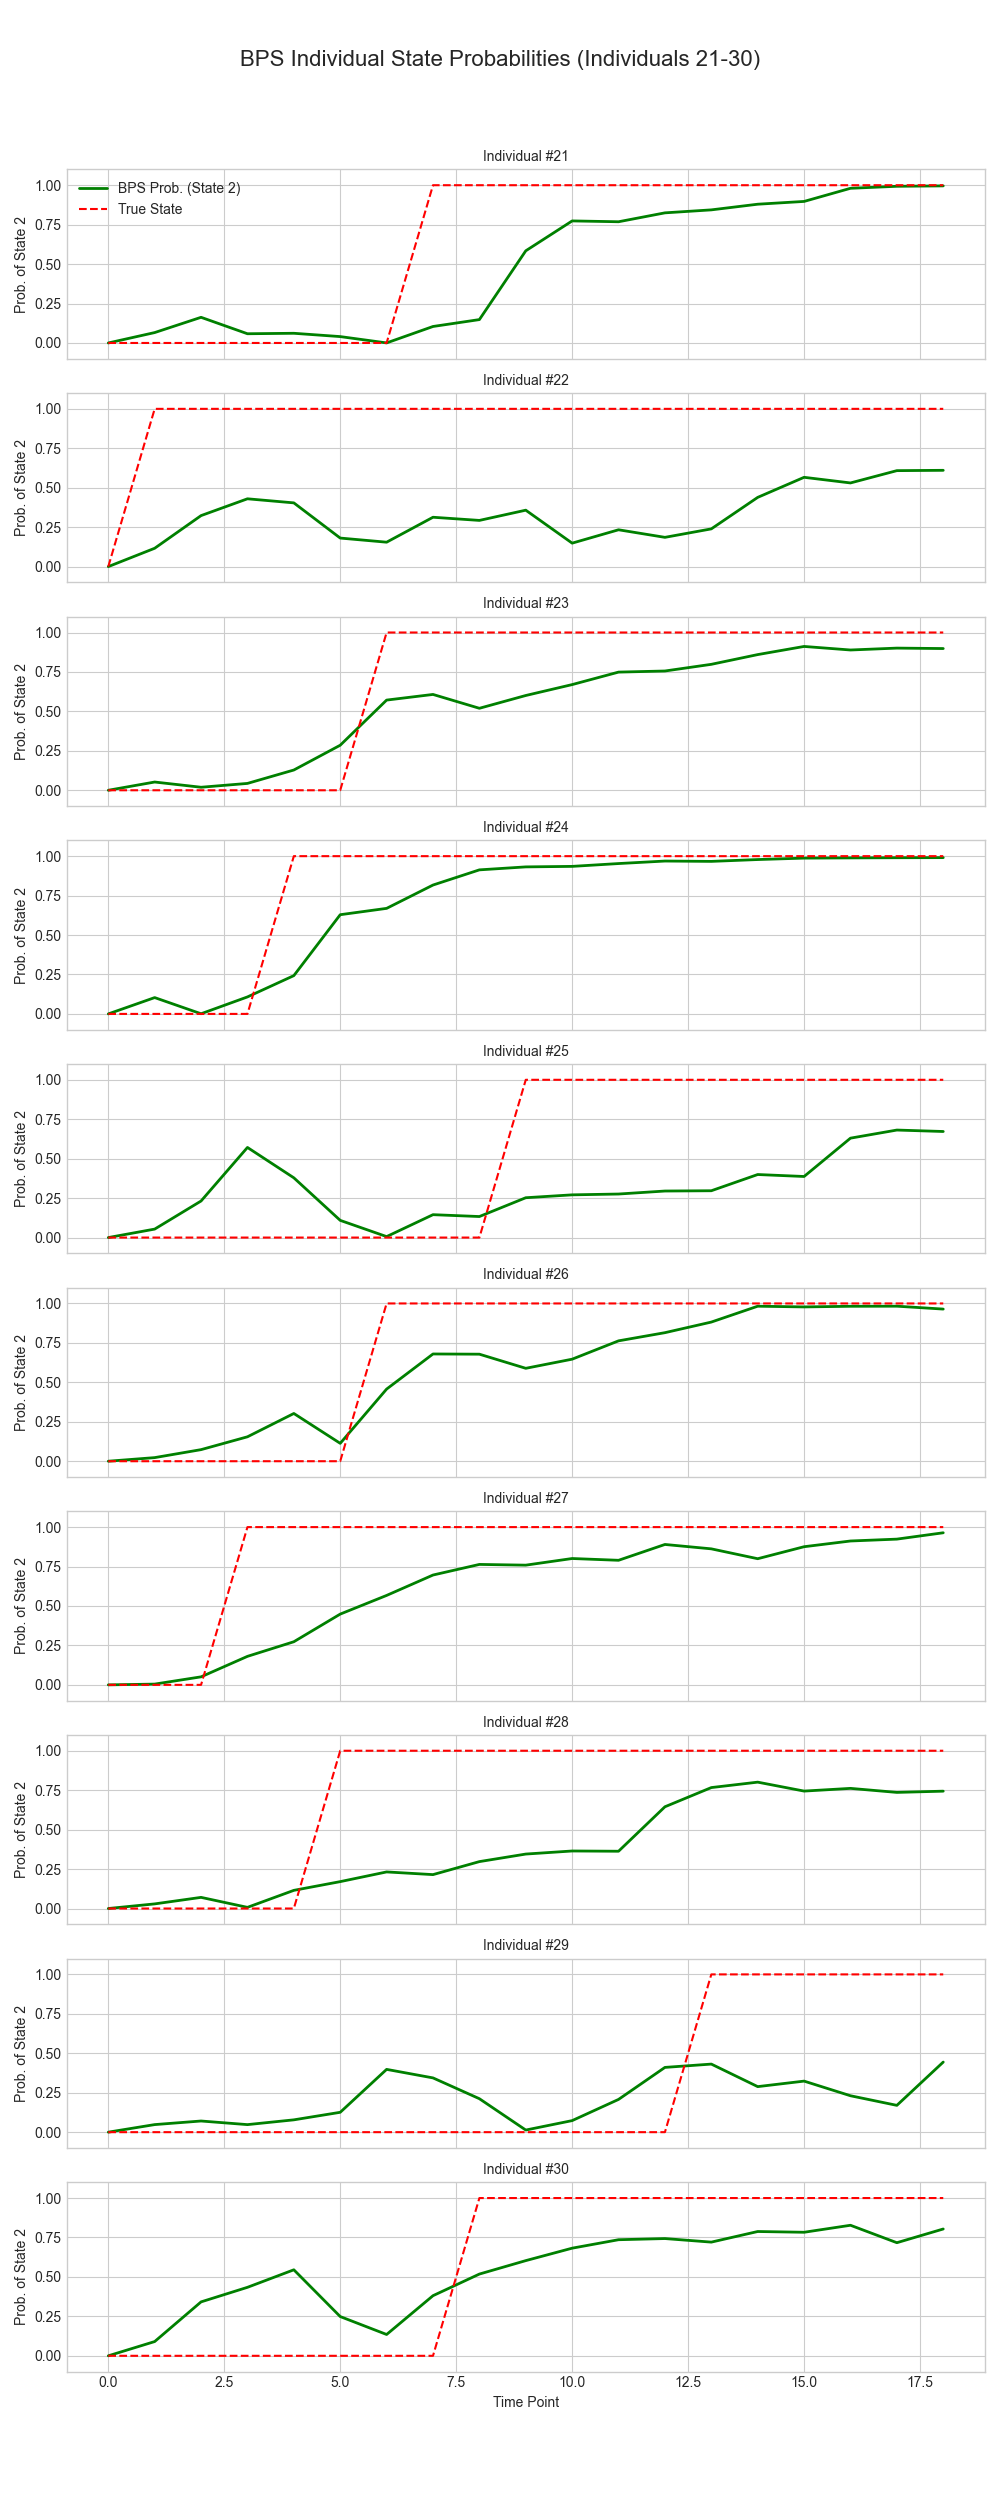 BPS Individual State Probabilities (Individuals 21-30)
Individual #21
BPS Prob. (State 2)
True State
Prob. of State 2
1.00
0.75
0.50
0.25
0.00
Individual #22
Prob. of State 2
1.00
0.75
0.50
0.25
0.00
Individual #23
Prob. of State 2
1.00
0.75
0.50
0.25
0.00
Individual #24
Prob. of State 2
1.00
0.75
0.50
0.25
0.00
Individual #25
Prob. of State 2
1.00
0.75
0.50
0.25
0.00
Individual #26
Prob. of State 2
1.00
0.75
0.50
0.25
0.00
Individual #27
Prob. of State 2
1.00
0.75
0.50
0.25
0.00
Individual #28
Prob. of State 2
1.00
0.75
0.50
0.25
0.00
Individual #29
Prob. of State 2
1.00
0.75
0.50
0.25
0.00
Individual #30
Prob. of State 2
1.00
0.75
0.50
0.25
0.00
0.0 2.5 5.0 7.5 10.0 12.5 15.0 17.5
Time Point